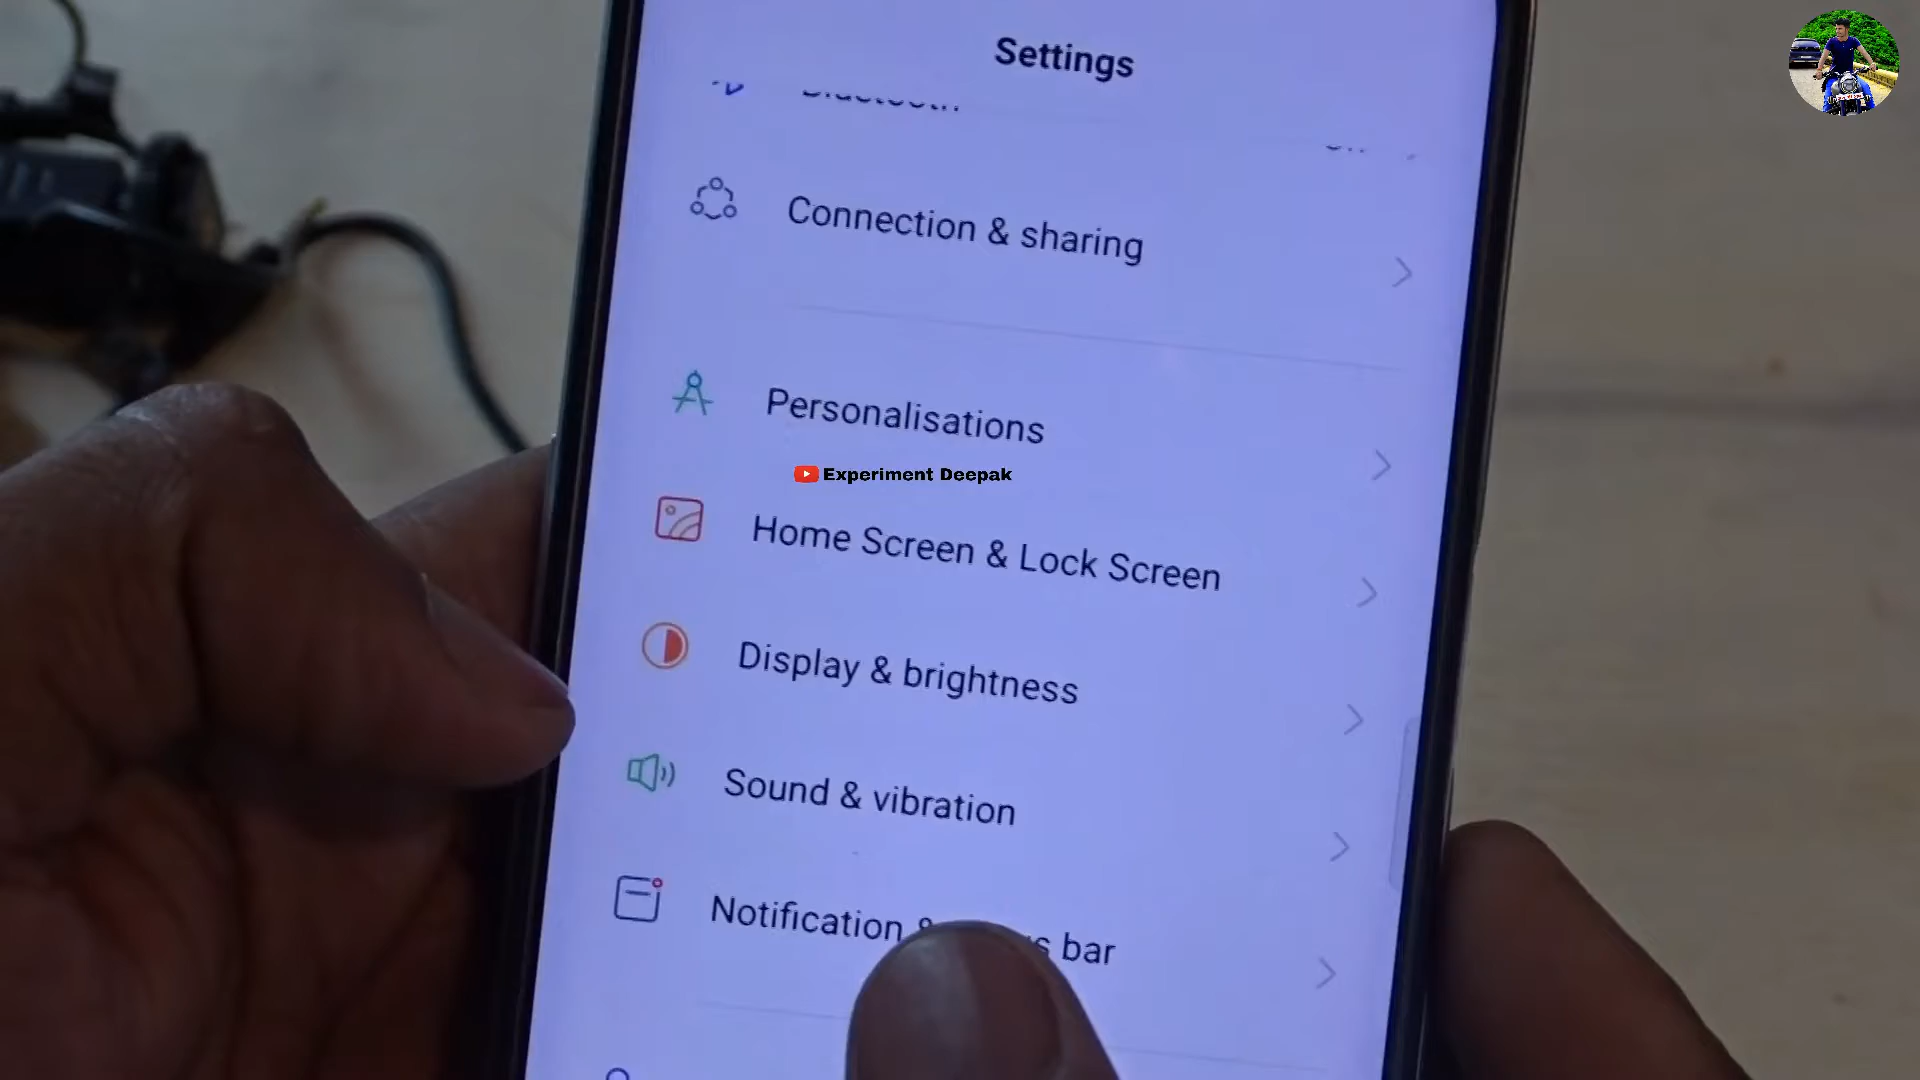 Settings
Connection & sharing
Personalisations
Experiment Deepak
Home Screen & Lock Screen
Display & brightness
Sound & vibration
Notification & bar